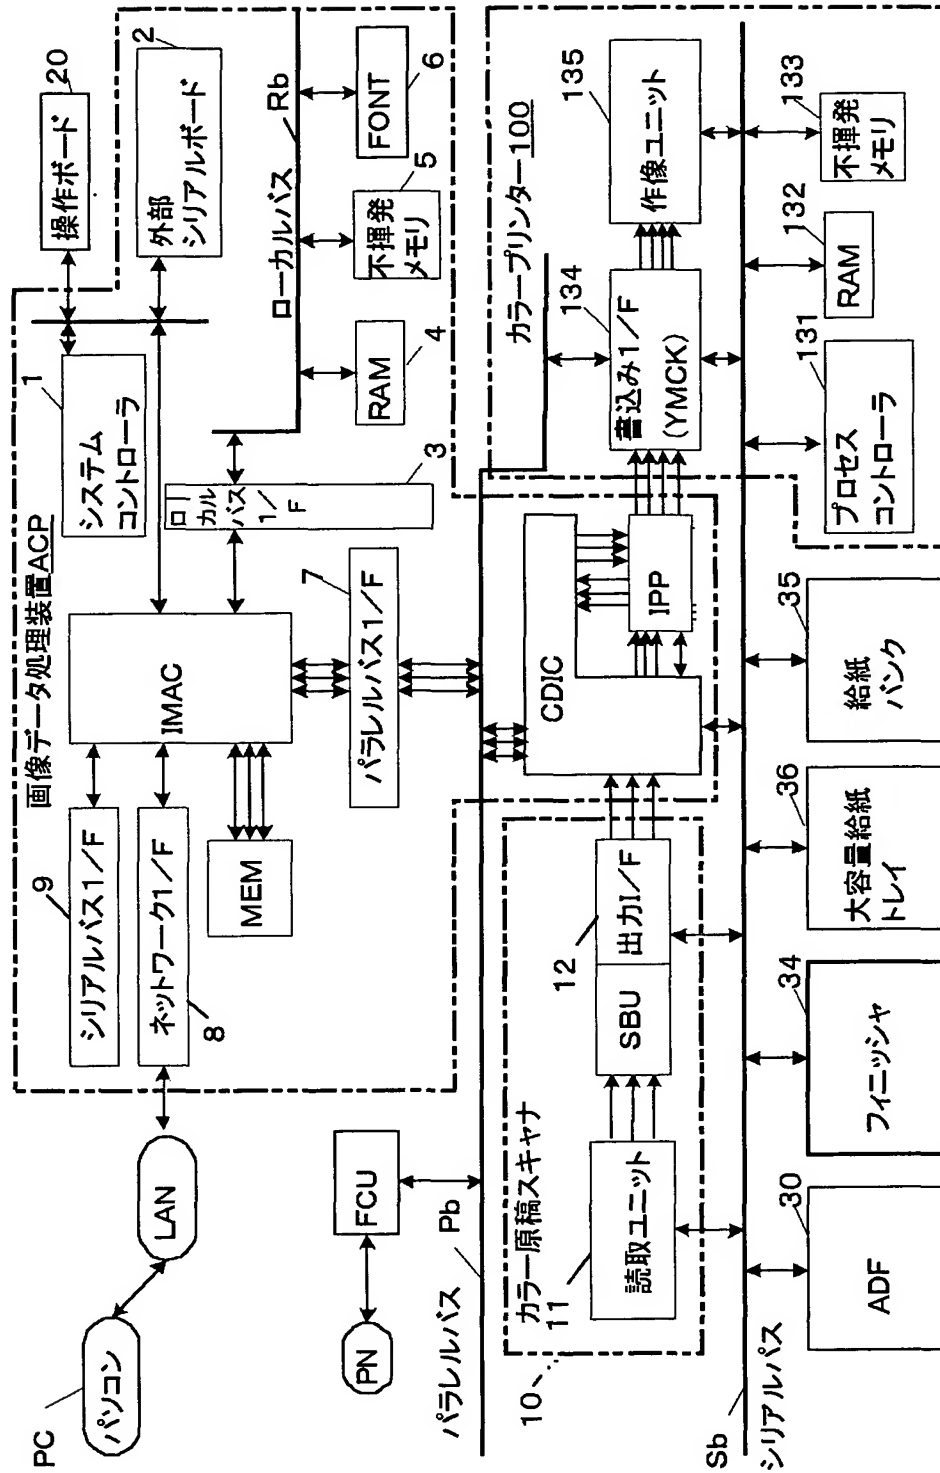 PC
パソコン
LAN
PN
FCU
画像データ処理装置ACP
9
シリアルバス1/F
ネットワーク1/F
8
MEM
IMAC
7
パラレルバス1/F
1
システム
コントローラ
20
操作ボード
2
外部
シリアルボード
ローカル
バス
1/F
3
ローカルバス
Rb
RAM
4
不揮発
メモリ
5
FONT
6
パラレルバス
Pb
10
カラー原稿スキャナ
11
読取ユニット
SBU
出力I/F
12
CDIC
IPP
カラープリンター100
134
書込み1/F
(YMCK)
135
作像ユニット
Sb
シリアルバス
30
ADF
34
フィニッシャ
36
大容量給紙
トレイ
35
給紙
バンク
131
プロセス
コントローラ
132
RAM
133
不揮発
メモリ